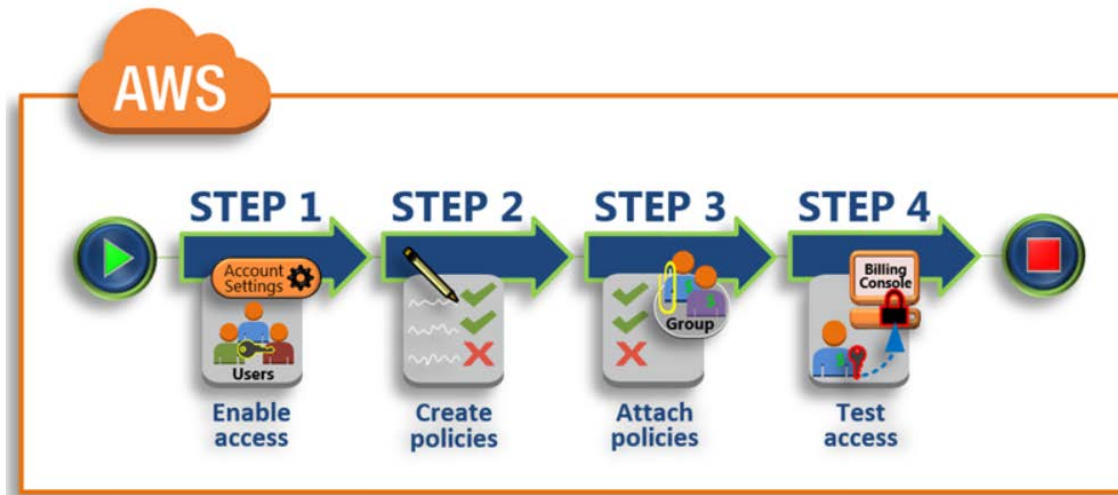 AWS
STEP 1
STEP 2
STEP 3
STEP 4
Account
Settings
Users
Group
Billing
Console
Enable
access
Create
policies
Attach
policies
Test
access